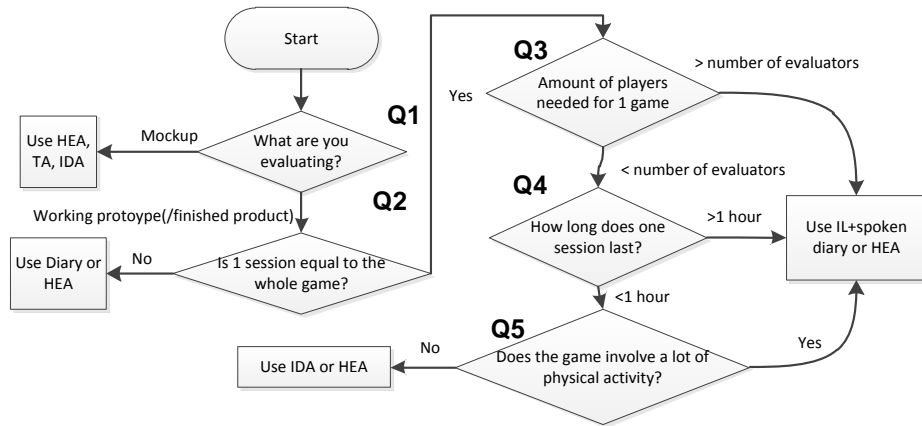 Start
Q1
What are you
evaluating?
Mockup
Use HEA,
TA, IDA
Working protoype(/finished product)
Q2
Is 1 session equal to the
whole game?
No
Use Diary or
HEA
Yes
Q3
Amount of players
needed for 1 game
> number of evaluators
< number of evaluators
Q4
How long does one
session last?
>1 hour
Use IL+spoken
diary or HEA
<1 hour
Q5
Does the game involve a lot of
physical activity?
No
Use IDA or HEA
Yes